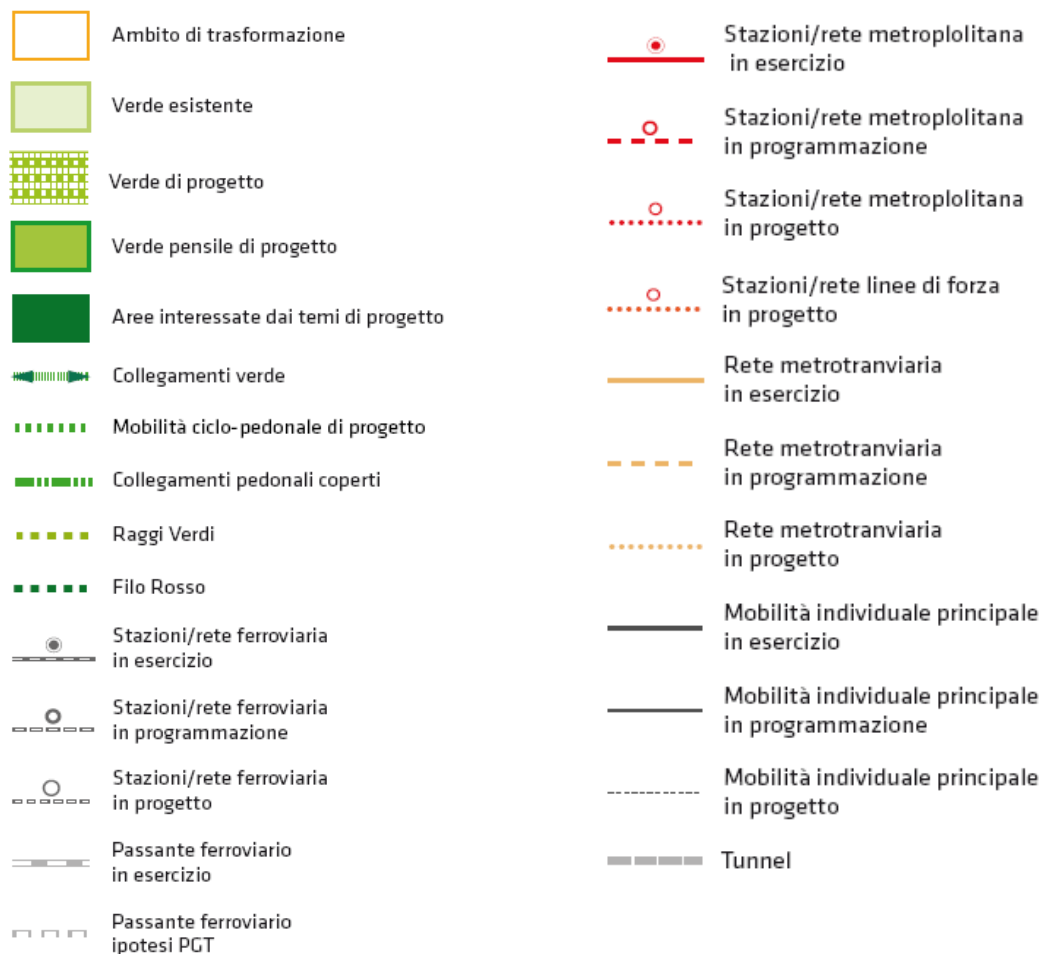 Ambito di trasformazione
Verde esistente
Verde di progetto
Verde pensile di progetto
Aree interessate dai temi di progetto
Collegamenti verde
Mobilità ciclo-pedonale di progetto
Collegamenti pedonali coperti
Raggi Verdi
Filo Rosso
Stazioni/rete ferroviaria
in esercizio
Stazioni/rete ferroviaria
in programmazione
Stazioni/rete ferroviaria
in progetto
Passante ferroviario
in esercizio
Passante ferroviario
ipotesi PGT
Stazioni/rete metroplolitana
in esercizio
Stazioni/rete metroplolitana
in programmazione
Stazioni/rete metroplolitana
in progetto
Stazioni/rete linee di forza
in progetto
Rete metrotranviaria
in esercizio
Rete metrotranviaria
in programmazione
Rete metrotranviaria
in progetto
Mobilità individuale principale
in esercizio
Mobilità individuale principale
in programmazione
Mobilità individuale principale
in progetto
Tunnel